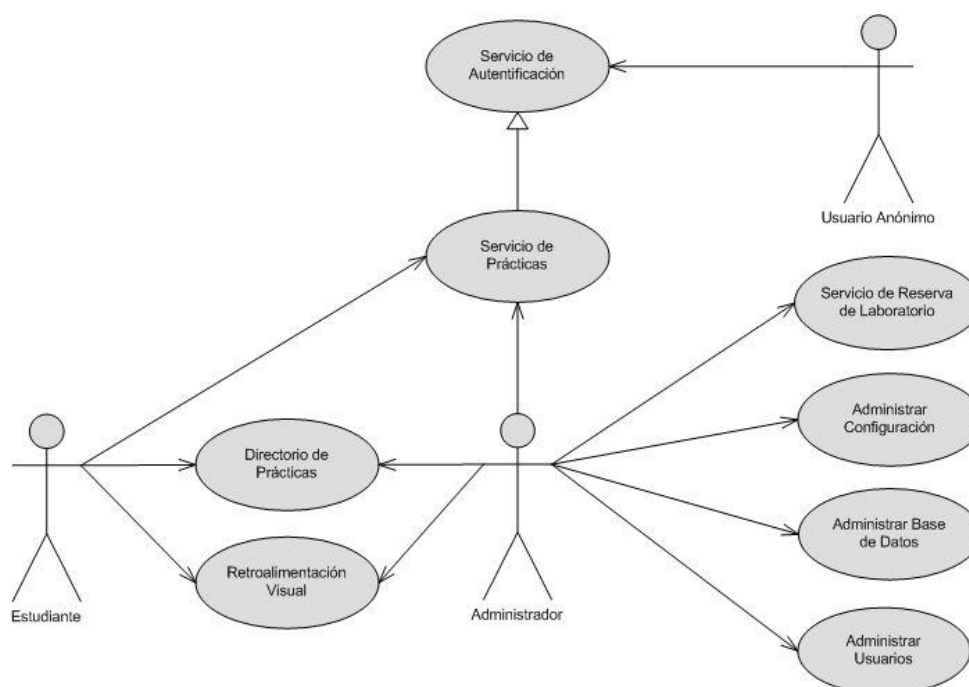 Servicio de
Autentificación
Usuario Anónimo
Servicio de
Prácticas
Servicio de Reserva
de Laboratorio
Administrar
Configuración
Directorio de
Prácticas
Administrar Base
de Datos
Retroalimentación
Visual
Estudiante
Administrador
Administrar
Usuarios